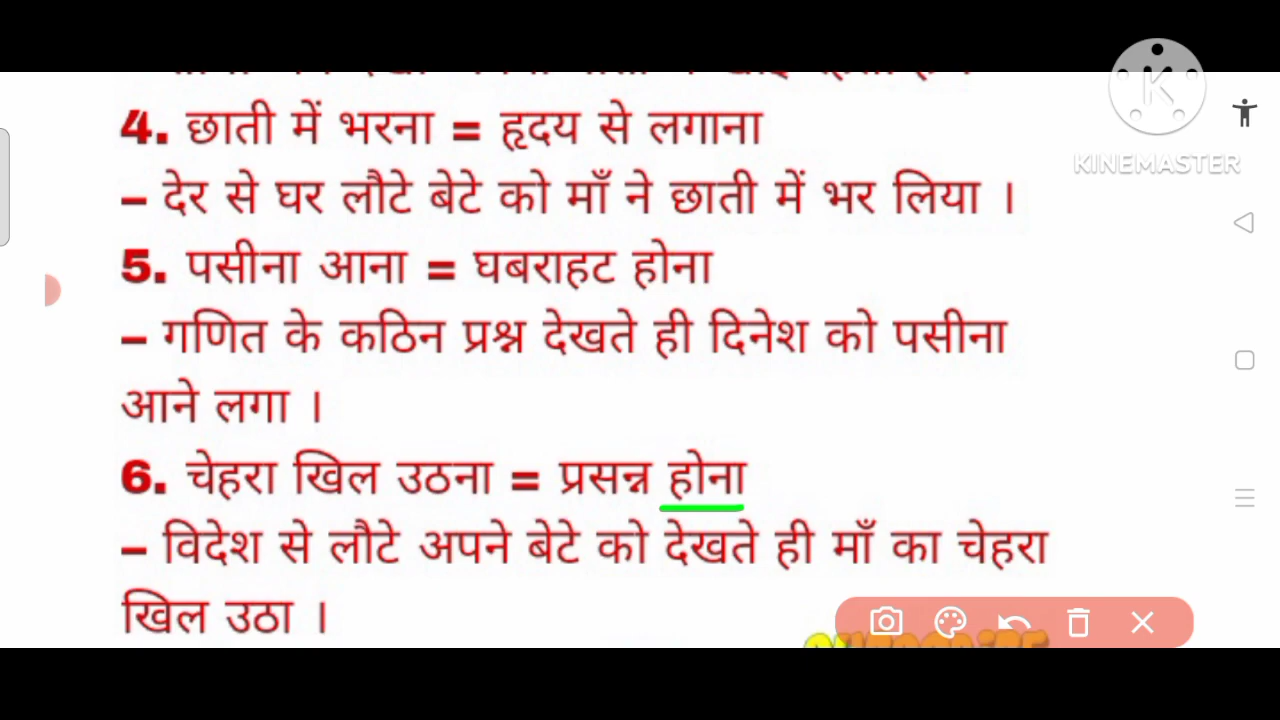 4. छाती में भरना = हृदय से लगाना
– देर से घर लौटे बेटे को माँ ने छाती में भर लिया ।
5. पसीना आना = घबराहट होना
– गणित के कठिन प्रश्न देखते ही दिनेश को पसीना
आने लगा ।
6. चेहरा खिल उठना = प्रसन्न होना
– विदेश से लौटे अपने बेटे को देखते ही माँ का चेहरा
खिल उठा ।
K
KINEMASTER